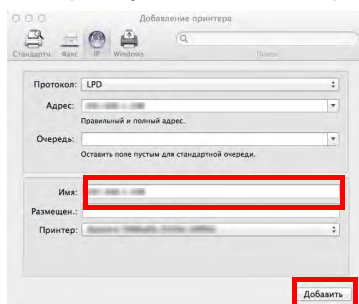 Добавление принтера
Стандартн. Факс IP Windows Поиск
Протокол: LPD
Адрес:
Правильный и полный адрес.
Очередь:
Оставить поле пустым для стандартной очереди.
Имя:
Размещен.:
Принтер:
Добавить